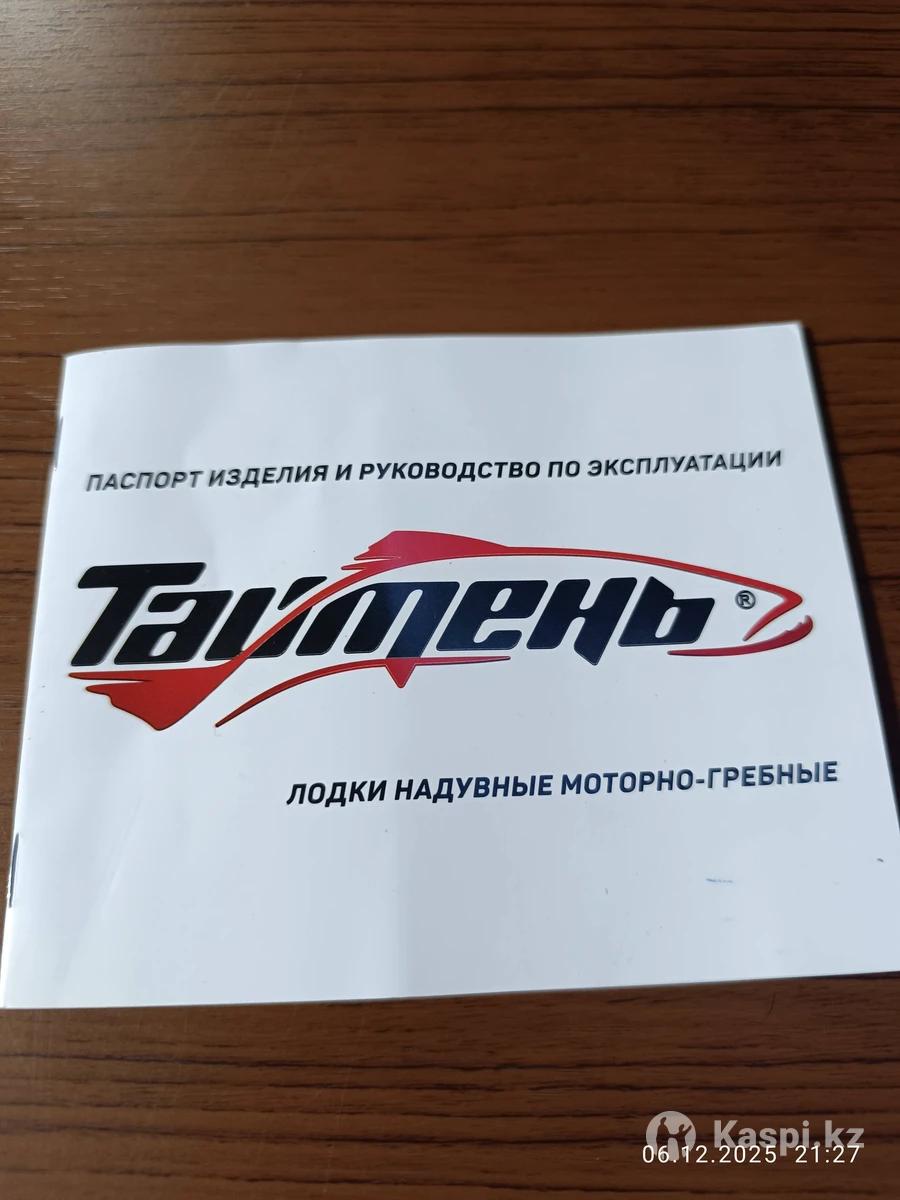 ПАСПОРТ ИЗДЕЛИЯ И РУКОВОДСТВО ПО ЭКСПЛУАТАЦИИ
Таймень ®
ЛОДКИ НАДУВНЫЕ МОТОРНО-ГРЕБНЫЕ
Kaspi.kz
06.12.2025 21:27